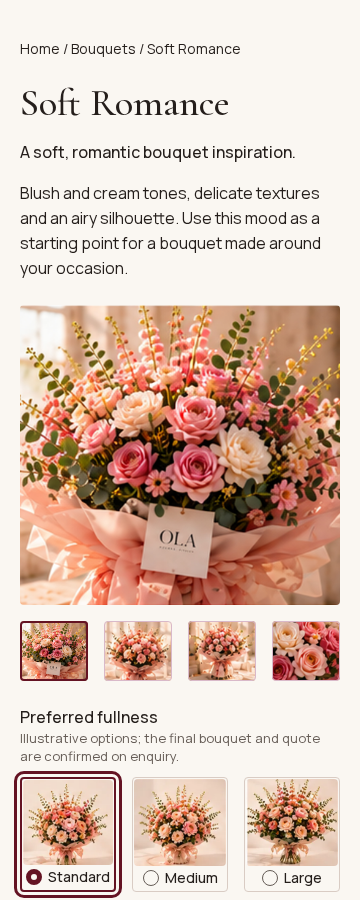 Home / Bouquets / Soft Romance
Soft Romance
A soft, romantic bouquet inspiration.
Blush and cream tones, delicate textures
and an airy silhouette. Use this mood as a
starting point for a bouquet made around
your occasion.
OLA
Preferred fullness
Illustrative options; the final bouquet and quote
are confirmed on enquiry.
Standard
Medium
Large